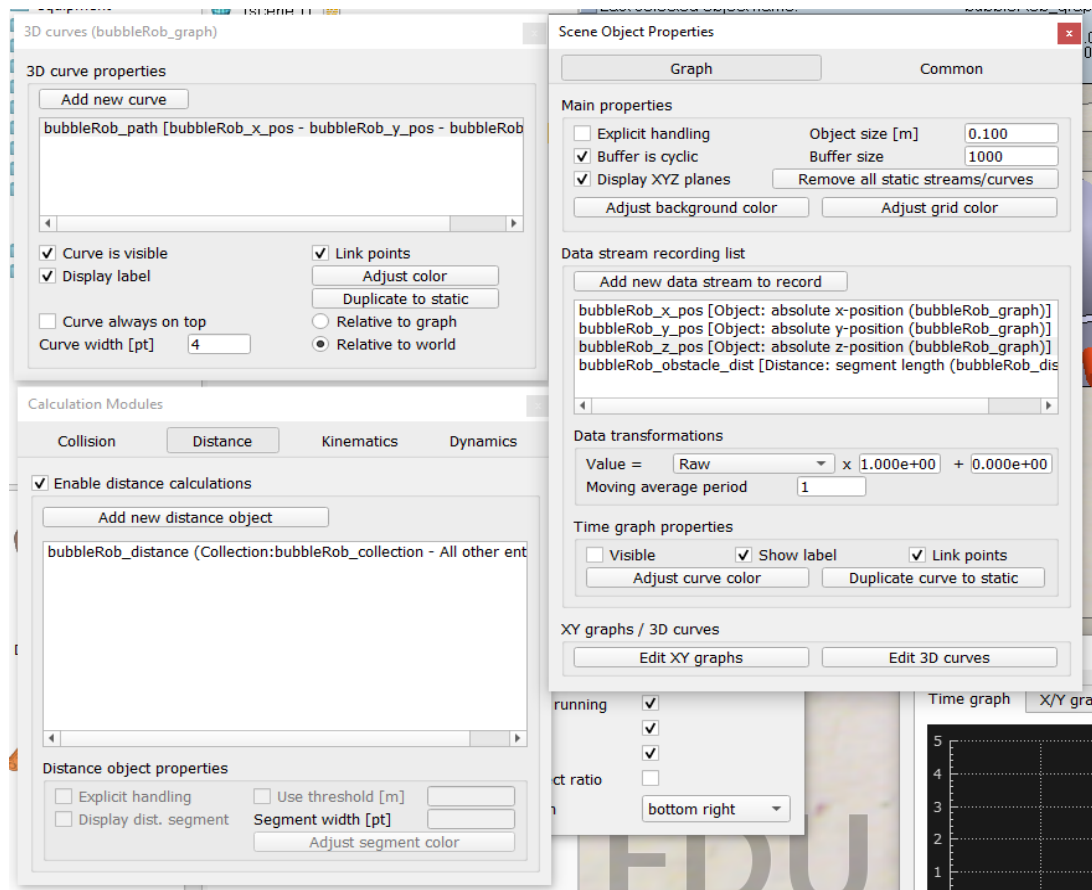 3D curves (bubbleRob_graph)
3D curve properties
Add new curve
bubbleRob_path [bubbleRob_x_pos - bubbleRob_y_pos - bubbleRob
Curve is visible
Link points
Display label
Adjust color
Duplicate to static
Curve always on top
Relative to graph
Curve width [pt]
4
Relative to world
Calculation Modules
Collision
Distance
Kinematics
Dynamics
Enable distance calculations
Add new distance object
bubbleRob_distance (Collection:bubbleRob_collection - All other ent
Distance object properties
Explicit handling
Use threshold [m]
Display dist. segment
Segment width [pt]
Adjust segment color
Scene Object Properties
x
Graph
Common
Main properties
Explicit handling
Object size [m]
0.100
Buffer is cyclic
Buffer size
1000
Display XYZ planes
Remove all static streams/curves
Adjust background color
Adjust grid color
Data stream recording list
Add new data stream to record
bubbleRob_x_pos [Object: absolute x-position (bubbleRob_graph)]
bubbleRob_y_pos [Object: absolute y-position (bubbleRob_graph)]
bubbleRob_z_pos [Object: absolute z-position (bubbleRob_graph)]
bubbleRob_obstacle_dist [Distance: segment length (bubbleRob_dis
Data transformations
Value =
Raw
x
1.000e+00
+
0.000e+00
Moving average period
1
Time graph properties
Visible
Show label
Link points
Adjust curve color
Duplicate curve to static
XY graphs / 3D curves
Edit XY graphs
Edit 3D curves
running
ect ratio
bottom right
EDU
Time graph
X/Y gra
5
4
3
2
1